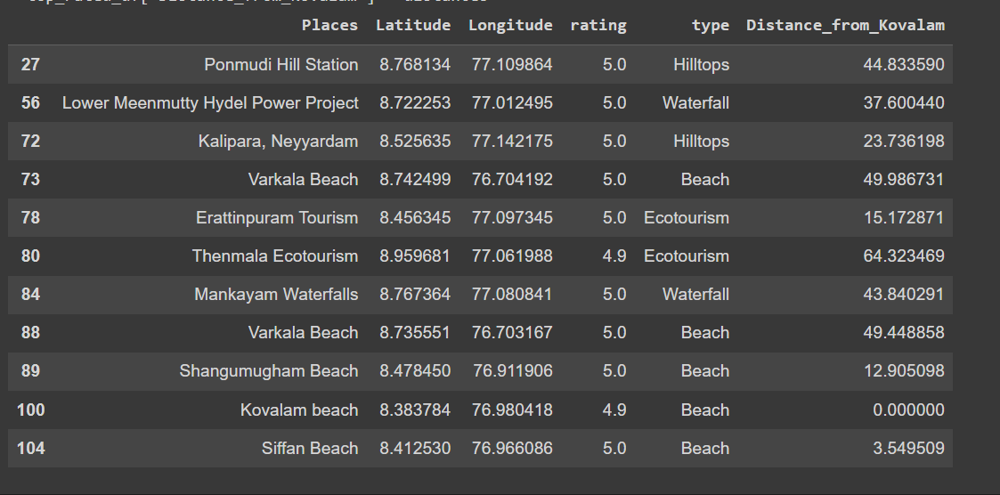 Places Latitude Longitude rating type Distance_from_Kovalam
27 Ponmudi Hill Station 8.768134 77.109864 5.0 Hilltops 44.833590
56 Lower Meenmutty Hydel Power Project 8.722253 77.012495 5.0 Waterfall 37.600440
72 Kalipara, Neyyardam 8.525635 77.142175 5.0 Hilltops 23.736198
73 Varkala Beach 8.742499 76.704192 5.0 Beach 49.986731
78 Erattinpuram Tourism 8.456345 77.097345 5.0 Ecotourism 15.172871
80 Thenmala Ecotourism 8.959681 77.061988 4.9 Ecotourism 64.323469
84 Mankayam Waterfalls 8.767364 77.080841 5.0 Waterfall 43.840291
88 Varkala Beach 8.735551 76.703167 5.0 Beach 49.448858
89 Shangumugham Beach 8.478450 76.911906 5.0 Beach 12.905098
100 Kovalam beach 8.383784 76.980418 4.9 Beach 0.000000
104 Siffan Beach 8.412530 76.966086 5.0 Beach 3.549509